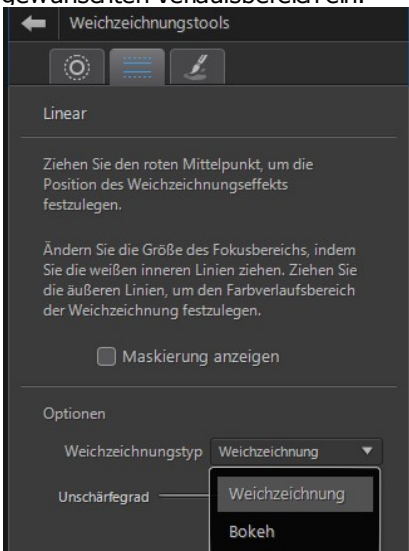 gewünschten Verlaufsbereich ein.
Weichzeichnungstools
Linear
Ziehen Sie den roten Mittelpunkt, um die
Position des Weichzeichnungseffekts
festzulegen.
Ändern Sie die Größe des Fokusbereichs, indem
Sie die weißen inneren Linien ziehen. Ziehen Sie
die äußeren Linien, um den Farbverlaufsbereich
der Weichzeichnung festzulegen.
Maskierung anzeigen
Optionen
Weichzeichnungstyp Weichzeichnung
Unschärfegrad Weichzeichnung
Bokeh